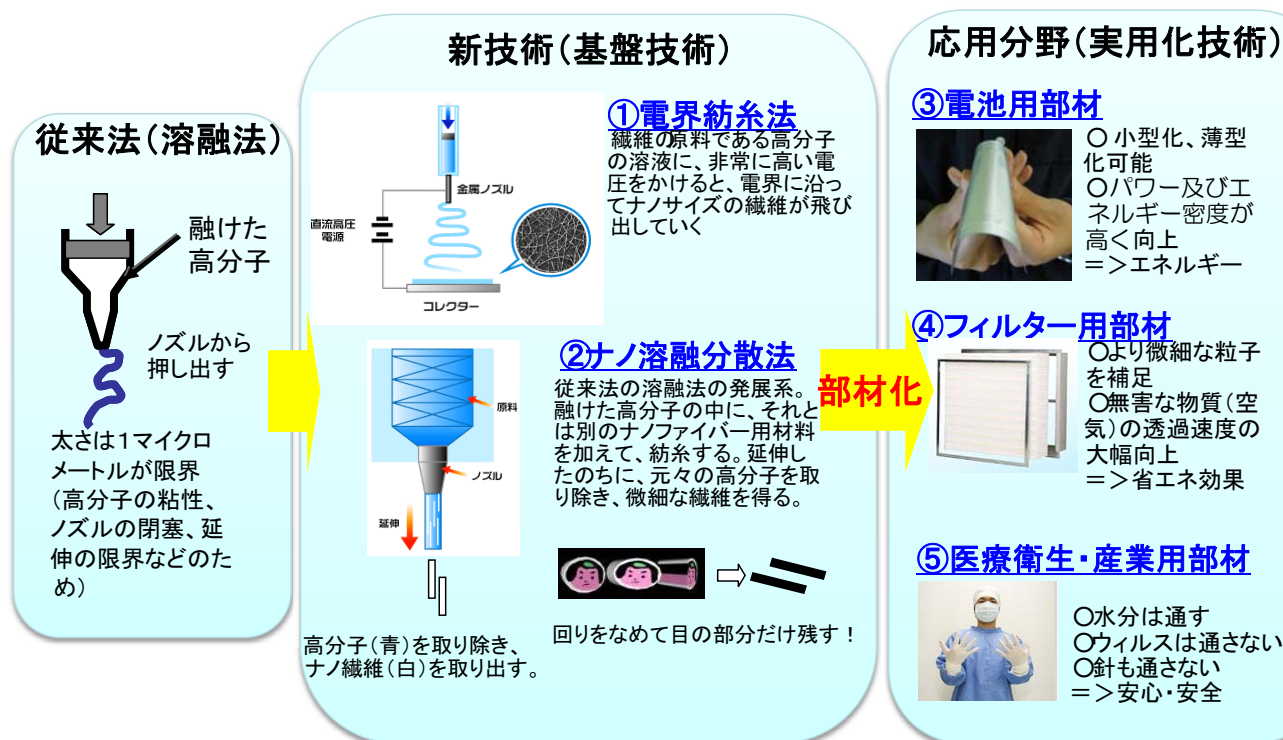 従来法(溶融法)
融けた
高分子
ノズルから
押し出す
太さは1マイクロ
メートルが限界
(高分子の粘性、
ノズルの閉塞、延
伸の限界などのた
め)
新技術(基盤技術)
①電界紡糸法
繊維の原料である高分子
の溶液に、非常に高い電
圧をかけると、電界に沿っ
てナノサイズの繊維が飛び
出していく
金属ノズル
直流高圧
電源
コレクター
②ナノ溶融分散法
従来法の溶融法の発展系。
融けた高分子の中に、それと
は別のナノファイバー用材料
を加えて、紡糸する。延伸し
たのちに、元々の高分子を取
り除き、微細な繊維を得る。
原料
ノズル
延伸
高分子(青)を取り除き、
ナノ繊維(白)を取り出す。
回りをなめて目の部分だけ残す!
部材化
応用分野(実用化技術)
③電池用部材
○ 小型化、薄型
化可能
○パワー及びエ
ネルギー密度が
高く向上
=>エネルギー
④フィルター用部材
○より微細な粒子
を補足
○無害な物質(空
気)の透過速度の
大幅向上
=>省エネ効果
⑤医療衛生・産業用部材
○水分は通す
○ウィルスは通さない
○針も通さない
=>安心・安全